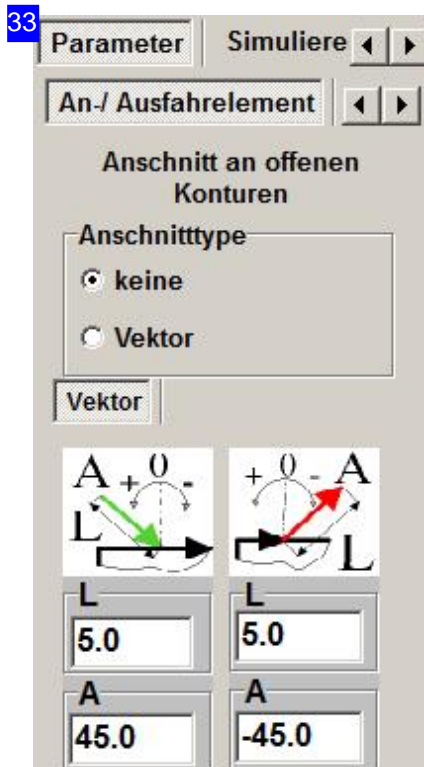 33
Parameter Simuliere
An-/ Ausfahrelement
Anschnitt an offenen
Konturen
Anschnitttype
keine
Vektor
Vektor
A + 0 - + 0 - A
L L
L L
5.0 5.0
A A
45.0 -45.0